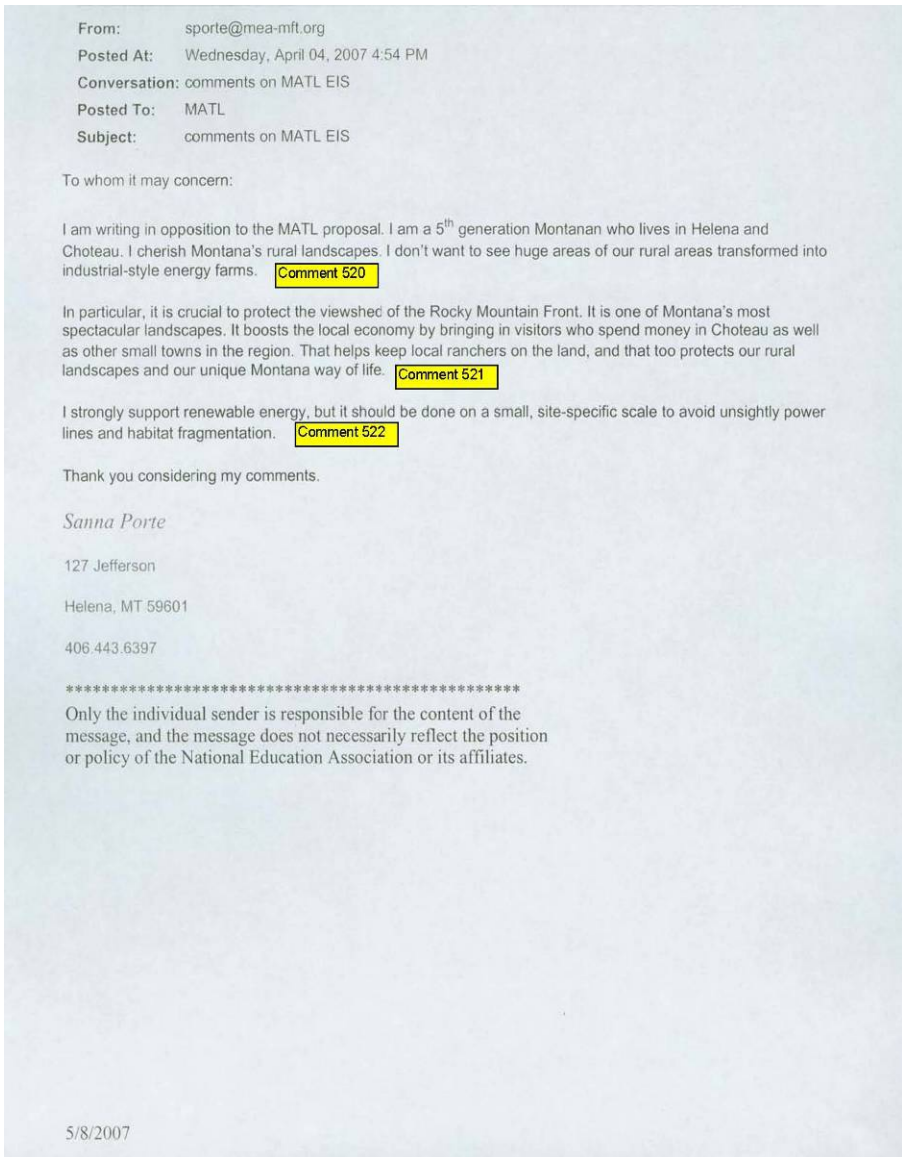 From: sporte@mea-mft.org
Posted At: Wednesday, April 04, 2007 4:54 PM
Conversation: comments on MATL EIS
Posted To: MATL
Subject: comments on MATL EIS
To whom it may concern:
I am writing in opposition to the MATL proposal. I am a 5th generation Montanan who lives in Helena and
Choteau. I cherish Montana's rural landscapes. I don't want to see huge areas of our rural areas transformed into
industrial-style energy farms. Comment 520
In particular, it is crucial to protect the viewshed of the Rocky Mountain Front. It is one of Montana's most
spectacular landscapes. It boosts the local economy by bringing in visitors who spend money in Choteau as well
as other small towns in the region. That helps keep local ranchers on the land, and that too protects our rural
landscapes and our unique Montana way of life. Comment 521
I strongly support renewable energy, but it should be done on a small, site-specific scale to avoid unsightly power
lines and habitat fragmentation. Comment 522
Thank you considering my comments.
Sanna Porte
127 Jefferson
Helena, MT 59601
406.443.6397
**************************************************
Only the individual sender is responsible for the content of the
message, and the message does not necessarily reflect the position
or policy of the National Education Association or its affiliates.
5/8/2007